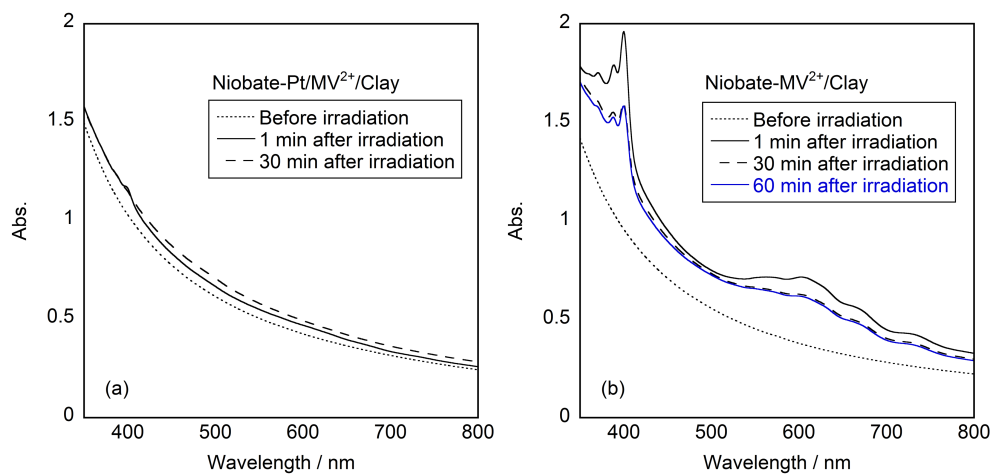 2
1.5
1
0.5
0
Abs.
Niobate-Pt/MV²⁺/Clay
Before irradiation
1 min after irradiation
30 min after irradiation
(a)
400 500 600 700 800
Wavelength / nm
2
1.5
1
0.5
0
Abs.
Niobate-MV²⁺/Clay
Before irradiation
1 min after irradiation
30 min after irradiation
60 min after irradiation
(b)
400 500 600 700 800
Wavelength / nm